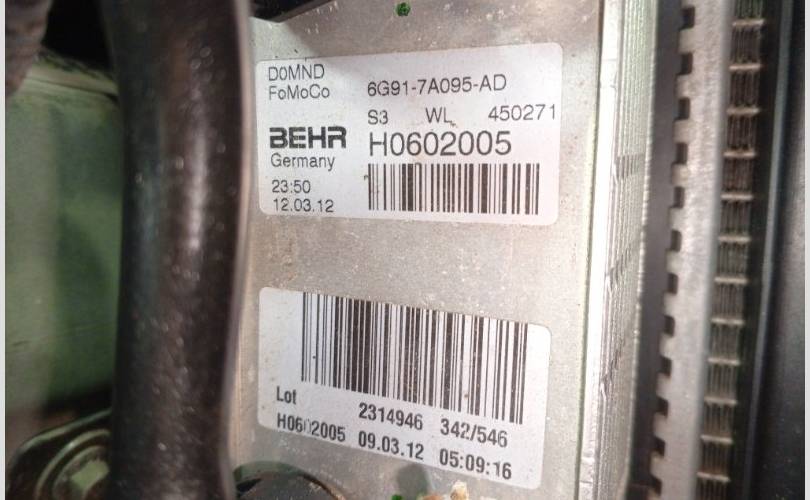 D0MND
FoMoCo 6G91-7A095-AD
S3 WL 450271
BEHR H0602005
Germany
23:50
12.03.12
Lot 2314946 342/546
H0602005 09.03.12 05:09:16